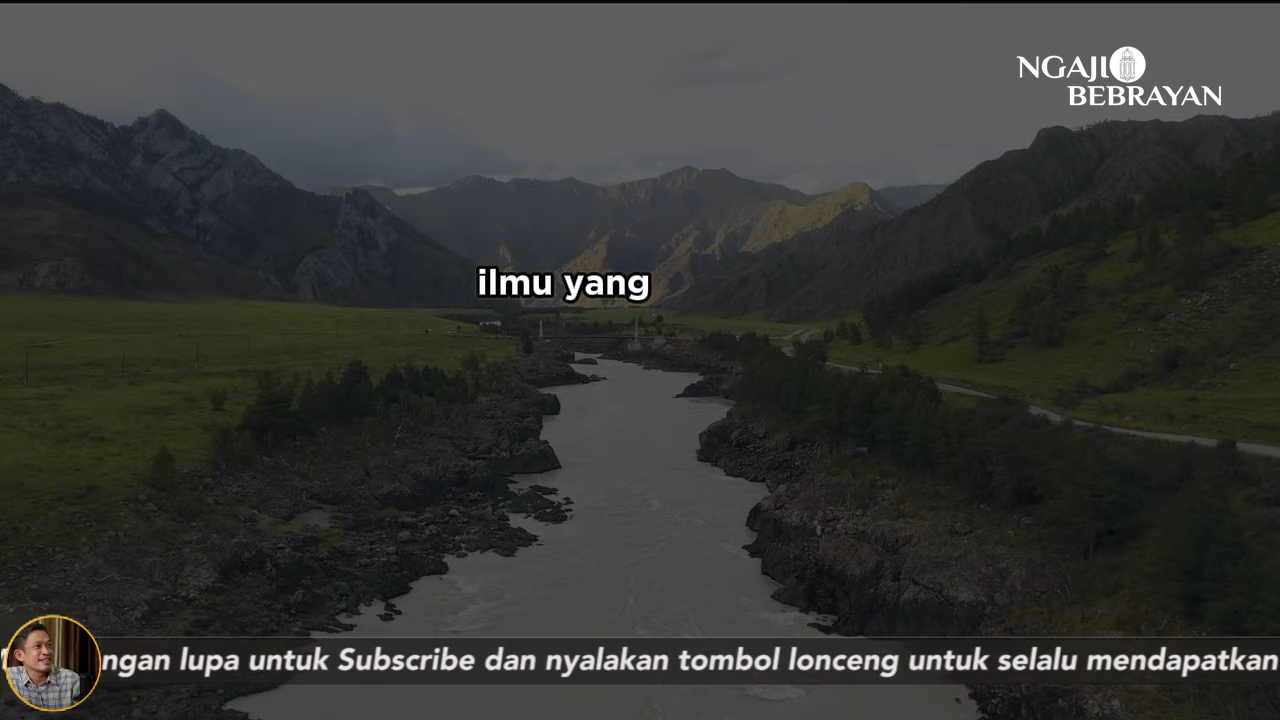 NGAJI
BEBRAYAN
ilmu yang
ngan lupa untuk Subscribe dan nyalakan tombol lonceng untuk selalu mendapatkan